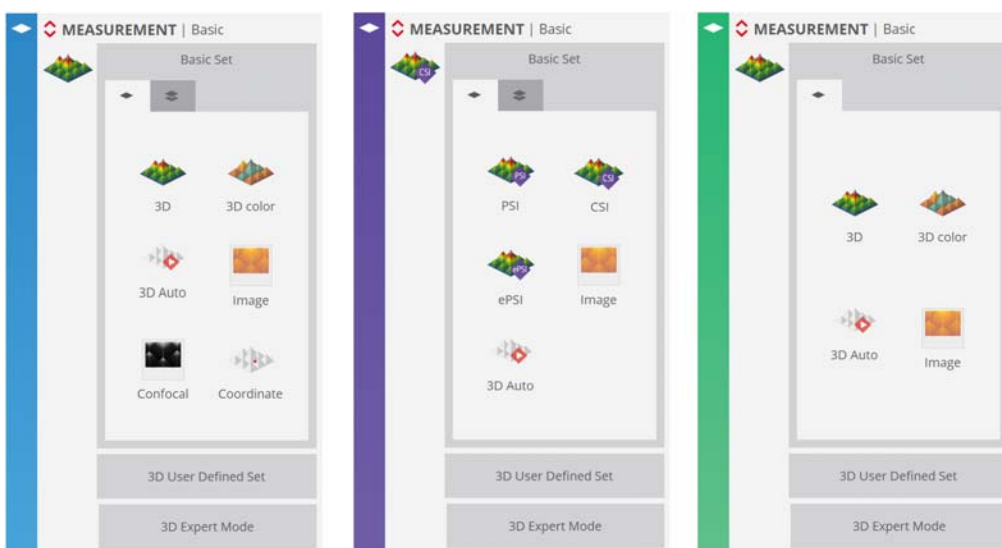 MEASUREMENT | Basic
Basic Set
3D
3D color
3D Auto
Image
Confocal
Coordinate
3D User Defined Set
3D Expert Mode
MEASUREMENT | Basic
CSI
Basic Set
PSI
CSI
PSI
CSI
ePSI
ePSI
Image
3D Auto
3D User Defined Set
3D Expert Mode
MEASUREMENT | Basic
Basic Set
3D
3D color
3D Auto
Image
3D User Defined Set
3D Expert Mode